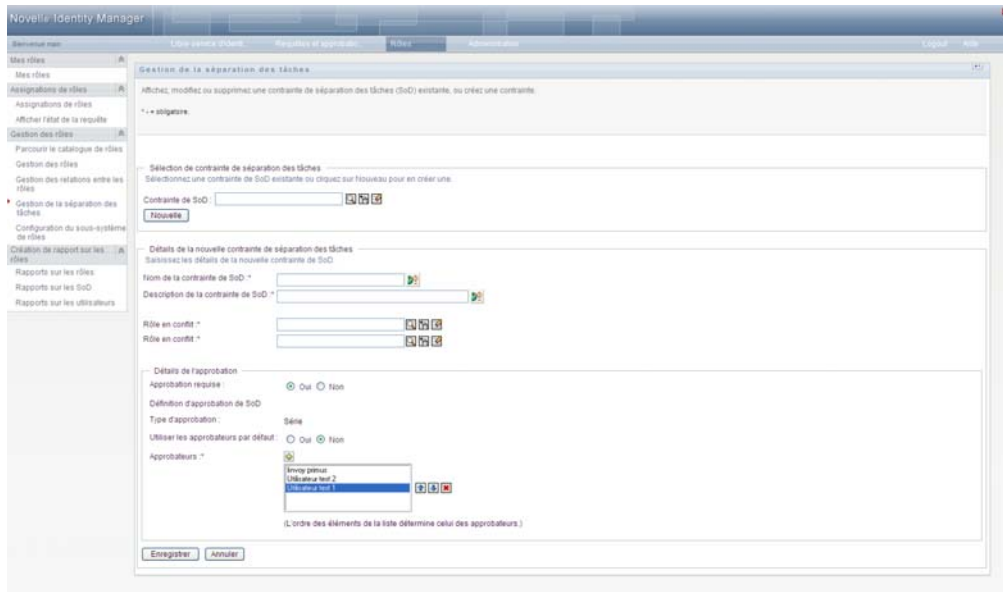 Novell® Identity Manager
Bienvenue
Rôles
Administration
Logout
Aide
Mes rôles
Mes rôles
Assignations de rôles
Assignations de rôles
Afficher l'état de la requête
Gestion des rôles
Parcourir le catalogue de rôles
Gestion des rôles
Gestion des relations entre les
rôles
Gestion de la séparation des
tâches
Configuration du sous-système
de rôles
Création de rapport sur les
rôles
Rapports sur les rôles
Rapports sur les SoD
Rapports sur les utilisateurs
Gestion de la séparation des tâches
Affichez, modifiez ou supprimez une contrainte de séparation des tâches (SoD) existante, ou créez une contrainte.
* - = obligatoire.
Sélection de contrainte de séparation des tâches
Sélectionnez une contrainte de SoD existante ou cliquez sur Nouveau pour en créer une.
Contrainte de SoD :
Nouvelle
Détails de la nouvelle contrainte de séparation des tâches
Saisissez les détails de la nouvelle contrainte de SoD
Nom de la contrainte de SoD :*
Description de la contrainte de SoD :*
Rôle en conflit :*
Rôle en conflit :*
Détails de l'approbation
Approbation requise : Oui Non
Définition d'approbation de SoD
Type d'approbation : Série
Utiliser les approbateurs par défaut : Oui Non
Approbateurs :*
Envoy primus
Utilisateur test 2
Utilisateur test 1
(L'ordre des éléments de la liste détermine celui des approbateurs.)
Enregistrer Annuler